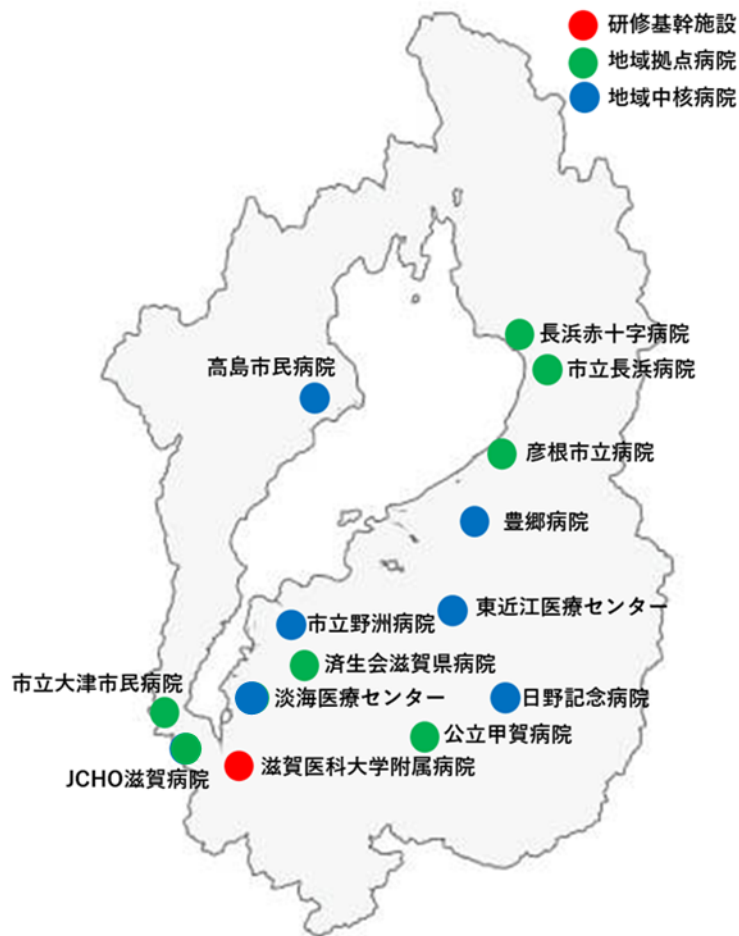 研修基幹施設
地域拠点病院
地域中核病院
長浜赤十字病院
高島市民病院
市立長浜病院
彦根市立病院
豊郷病院
東近江医療センター
市立野洲病院
済生会滋賀県病院
市立大津市民病院
淡海医療センター
日野記念病院
公立甲賀病院
滋賀医科大学附属病院
JCHO滋賀病院